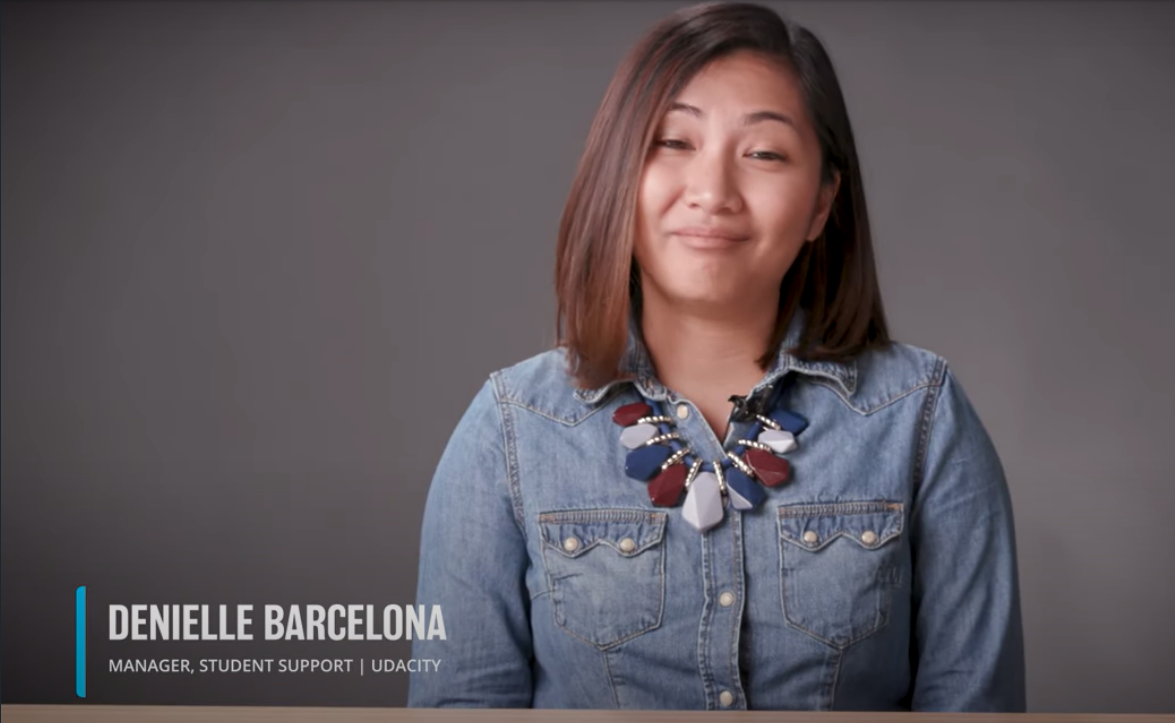 DENIELLE BARCELONA
MANAGER, STUDENT SUPPORT | UDACITY